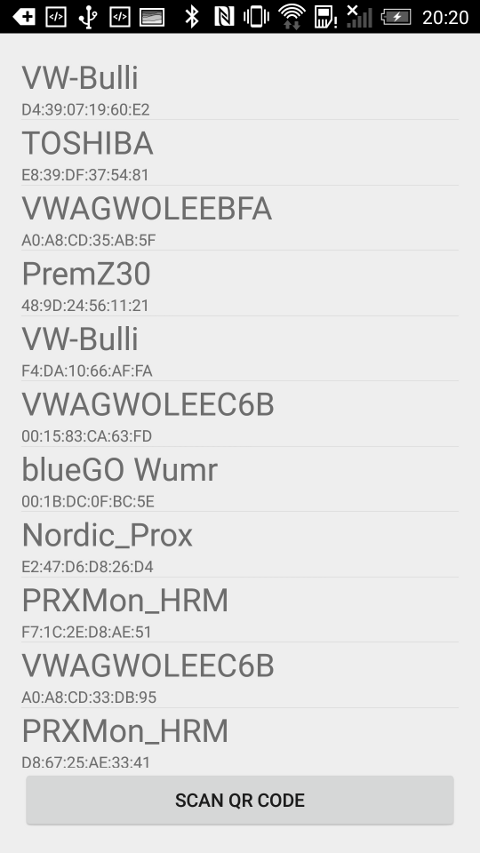 20:20
VW-Bulli
D4:39:07:19:60:E2
TOSHIBA
E8:39:DF:37:54:81
VWAGWOLEEBFA
A0:A8:CD:35:AB:5F
PremZ30
48:9D:24:56:11:21
VW-Bulli
F4:DA:10:66:AF:FA
VWAGWOLEEC6B
00:15:83:CA:63:FD
blueGO Wumr
00:1B:DC:0F:BC:5E
Nordic_Prox
E2:47:D6:D8:26:D4
PRXMon_HRM
F7:1C:2E:D8:AE:51
VWAGWOLEEC6B
A0:A8:CD:33:DB:95
PRXMon_HRM
D8:67:25:AE:33:41
SCAN QR CODE